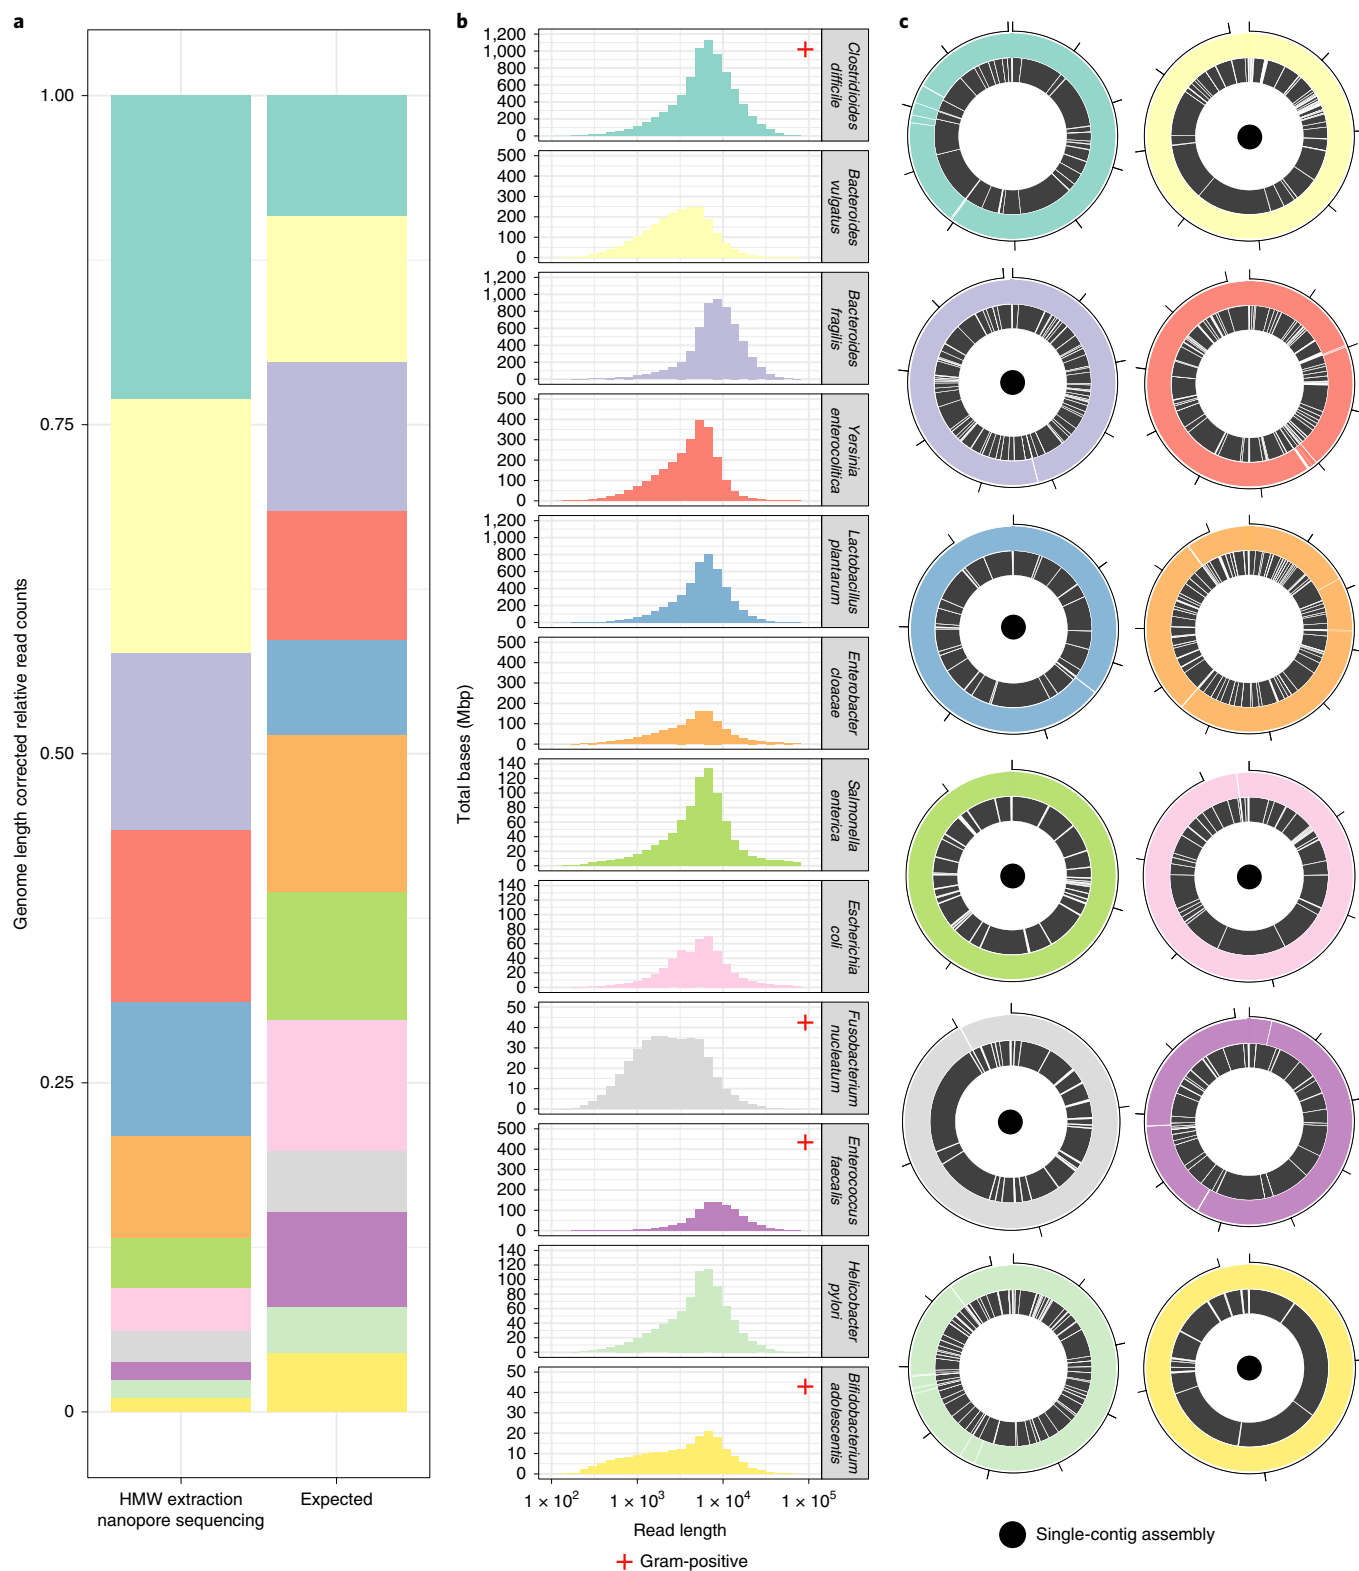 a
1.00
0.75
0.50
0.25
0
Genome length corrected relative read counts
HMW extraction
nanopore sequencing
Expected
b
Total bases (Mbp)
1,200
1,000
800
600
400
200
0
Clostridioides
difficile
500
400
300
200
100
0
Bacteroides
vulgatus
1,200
1,000
800
600
400
200
0
Bacteroides
fragilis
500
400
300
200
100
0
Yersinia
enterocolitica
1,200
1,000
800
600
400
200
0
Lactobacillus
plantarum
500
400
300
200
100
0
Enterobacter
cloacae
140
120
100
80
60
40
20
0
Salmonella
enterica
140
120
100
80
60
40
20
0
Escherichia
coli
50
40
30
20
10
0
Fusobacterium
nucleatum
500
400
300
200
100
0
Enterococcus
faecalis
140
120
100
80
60
40
20
0
Helicobacter
pylori
50
40
30
20
10
0
Bifidobacterium
adolescentis
1 × 10²
1 × 10³
1 × 10⁴
1 × 10⁵
Read length
+ Gram-positive
c
Single-contig assembly